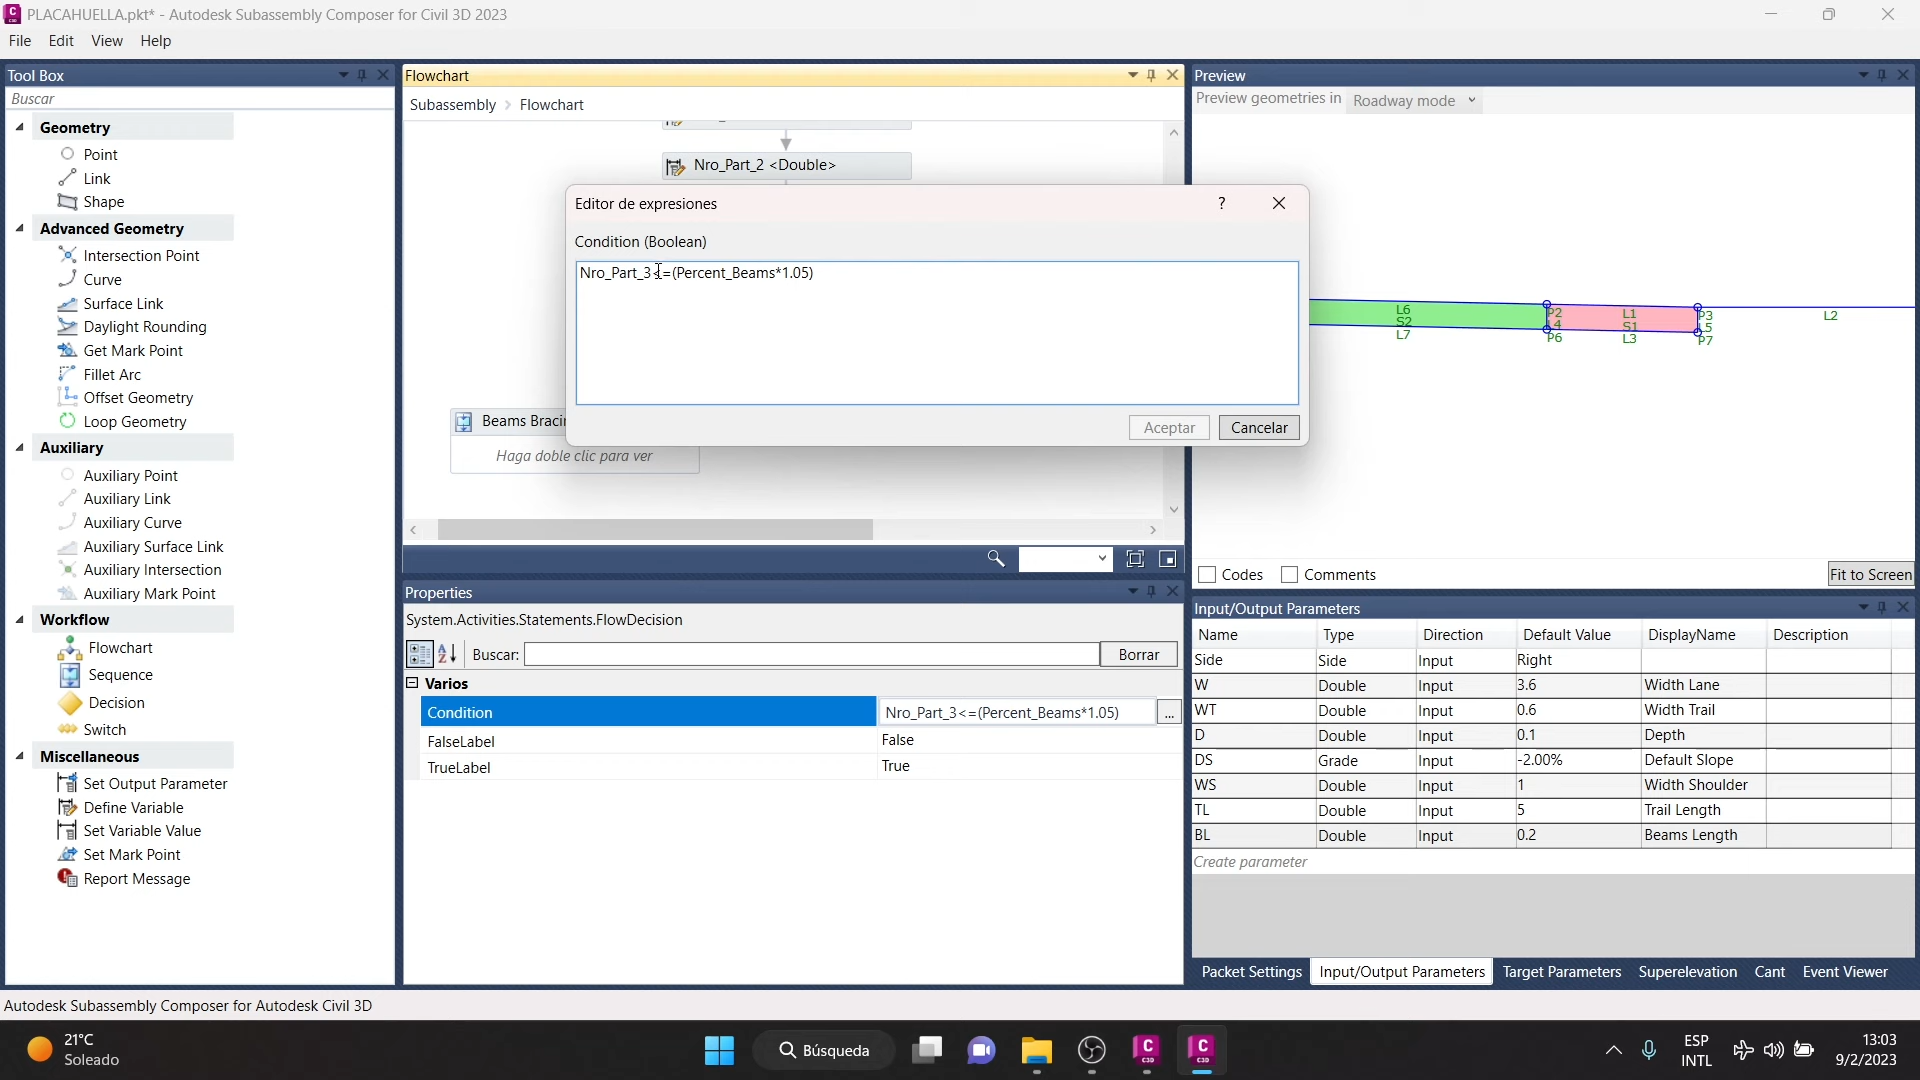 PLACAHUELLA.pkt* - Autodesk Subassembly Composer for Civil 3D 2023
File Edit View Help
Tool Box
Buscar
Geometry
Point
Link
Shape
Advanced Geometry
Intersection Point
Curve
Surface Link
Daylight Rounding
Get Mark Point
Fillet Arc
Offset Geometry
Loop Geometry
Auxiliary
Auxiliary Point
Auxiliary Link
Auxiliary Curve
Auxiliary Surface Link
Auxiliary Intersection
Auxiliary Mark Point
Workflow
Flowchart
Sequence
Decision
Switch
Miscellaneous
Set Output Parameter
Define Variable
Set Variable Value
Set Mark Point
Report Message
Flowchart
Subassembly Flowchart
Nro_Part_2 <Double>
Editor de expresiones
Condition (Boolean)
Nro_Part_3<=(Percent_Beams*1.05)
Aceptar Cancelar
Haga doble clic para ver
Properties
System.Activities.Statements.FlowDecision
Buscar: Borrar
Varios
Condition Nro_Part_3<=(Percent_Beams*1.05) ...
FalseLabel False
TrueLabel True
Preview
Preview geometries in Roadway mode
L6 P2 L1 P3 L2
S2 L4 S1 L5
L7 P6 L3 P7
Codes Comments Fit to Screen
Input/Output Parameters
Name Type Direction Default Value DisplayName Description
Side Side Input Right
W Double Input 3.6 Width Lane
WT Double Input 0.6 Width Trail
D Double Input 0.1 Depth
DS Grade Input -2.00% Default Slope
WS Double Input 1 Width Shoulder
TL Double Input 5 Trail Length
BL Double Input 0.2 Beams Length
Create parameter
Packet Settings Input/Output Parameters Target Parameters Superelevation Cant Event Viewer
Autodesk Subassembly Composer for Autodesk Civil 3D
21°C
Soleado
Búsqueda
ESP
INTL
13:03
9/2/2023